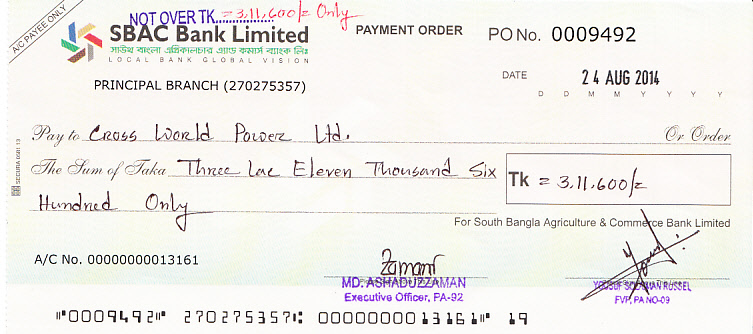 A/C PAYEE ONLY
NOT OVER TK. = 3,11,600/= Only
SBAC Bank Limited
সাউথ বাংলা এগ্রিকালচার এ্যান্ড কমার্স ব্যাংক লিঃ
LOCAL BANK GLOBAL VISION
PAYMENT ORDER
PO No. 0009492
PRINCIPAL BRANCH (270275357)
DATE 24 AUG 2014
D D M M Y Y Y Y
Pay to Cross World Power Ltd. Or Order
The Sum of Taka Three Lac Eleven Thousand Six
Hundred Only
Tk = 3,11,600/=
For South Bangla Agriculture & Commerce Bank Limited
A/C No. 00000000013161
Zamani
MD. ASHADUZZAMAN
Executive Officer, PA-92
FVP, PA NO-09
⑈0009492⑈ 270275357⑆ 00000000013161⑈ 19